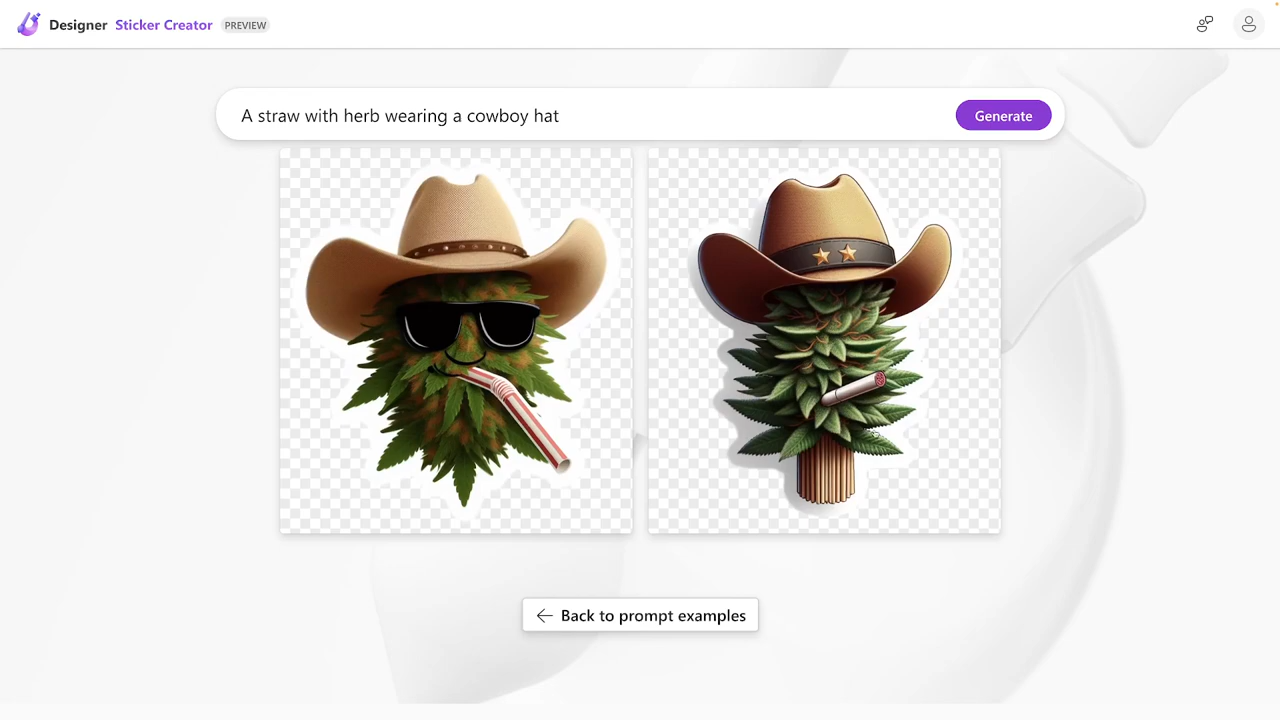 Designer Sticker Creator PREVIEW
A straw with herb wearing a cowboy hat Generate
Back to prompt examples